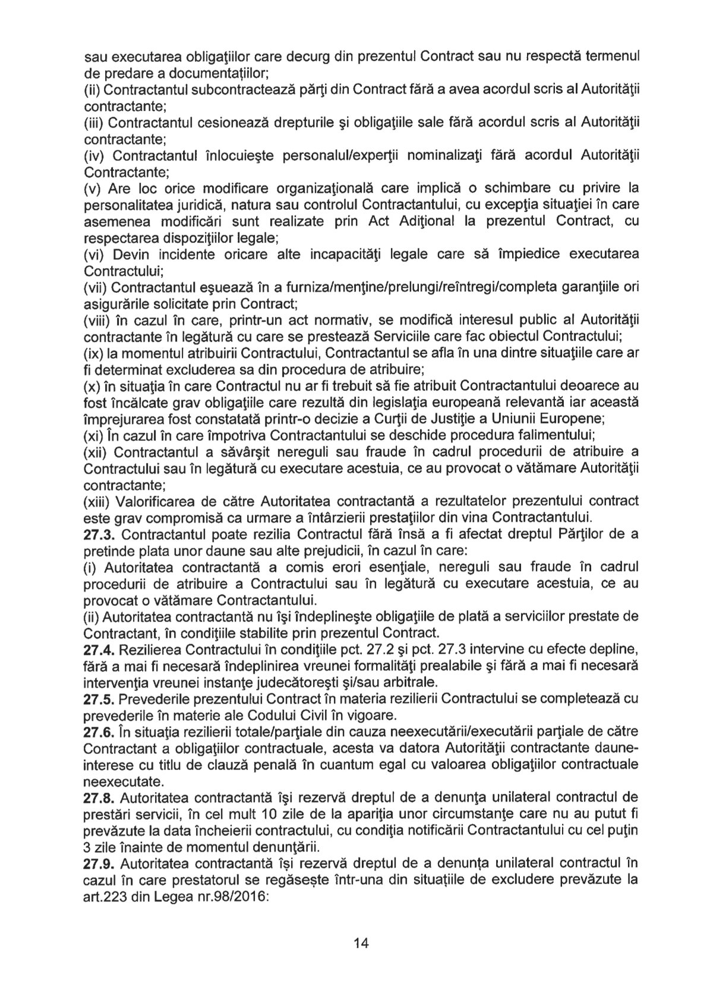 sau executarea obligaţiilor care decurg din prezentul Contract sau nu respectă termenul
de predare a documentațiilor;
(ii) Contractantul subcontractează părţi din Contract fără a avea acordul scris al Autorităţii
contractante;
(iii) Contractantul cesionează drepturile şi obligaţiile sale fără acordul scris al Autorităţii
contractante;
(iv) Contractantul înlocuieşte personalul/experţii nominalizaţi fără acordul Autorităţii
Contractante;
(v) Are loc orice modificare organizaţională care implică o schimbare cu privire la
personalitatea juridică, natura sau controlul Contractantului, cu excepţia situaţiei în care
asemenea modificări sunt realizate prin Act Adiţional la prezentul Contract, cu
respectarea dispoziţiilor legale;
(vi) Devin incidente oricare alte incapacităţi legale care să împiedice executarea
Contractului;
(vii) Contractantul eşuează în a furniza/menţine/prelungi/reîntregi/completa garanţiile ori
asigurările solicitate prin Contract;
(viii) în cazul în care, printr-un act normativ, se modifică interesul public al Autorităţii
contractante în legătură cu care se prestează Serviciile care fac obiectul Contractului;
(ix) la momentul atribuirii Contractului, Contractantul se afla în una dintre situaţiile care ar
fi determinat excluderea sa din procedura de atribuire;
(x) în situaţia în care Contractul nu ar fi trebuit să fie atribuit Contractantului deoarece au
fost încălcate grav obligaţiile care rezultă din legislaţia europeană relevantă iar această
împrejurarea fost constatată printr-o decizie a Curţii de Justiţie a Uniunii Europene;
(xi) În cazul în care împotriva Contractantului se deschide procedura falimentului;
(xii) Contractantul a săvârşit nereguli sau fraude în cadrul procedurii de atribuire a
Contractului sau în legătură cu executare acestuia, ce au provocat o vătămare Autorităţii
contractante;
(xiii) Valorificarea de către Autoritatea contractantă a rezultatelor prezentului contract
este grav compromisă ca urmare a întârzierii prestaţiilor din vina Contractantului.
27.3. Contractantul poate rezilia Contractul fără însă a fi afectat dreptul Părţilor de a
pretinde plata unor daune sau alte prejudicii, în cazul în care:
(i) Autoritatea contractantă a comis erori esenţiale, nereguli sau fraude în cadrul
procedurii de atribuire a Contractului sau în legătură cu executare acestuia, ce au
provocat o vătămare Contractantului.
(ii) Autoritatea contractantă nu îşi îndeplineşte obligaţiile de plată a serviciilor prestate de
Contractant, în condiţiile stabilite prin prezentul Contract.
27.4. Rezilierea Contractului în condiţiile pct. 27.2 şi pct. 27.3 intervine cu efecte depline,
fără a mai fi necesară îndeplinirea vreunei formalităţi prealabile şi fără a mai fi necesară
intervenţia vreunei instanţe judecătoreşti şi/sau arbitrale.
27.5. Prevederile prezentului Contract în materia rezilierii Contractului se completează cu
prevederile în materie ale Codului Civil în vigoare.
27.6. În situaţia rezilierii totale/parţiale din cauza neexecutării/executării parţiale de către
Contractant a obligaţiilor contractuale, acesta va datora Autorităţii contractante daune-
interese cu titlu de clauză penală în cuantum egal cu valoarea obligaţiilor contractuale
neexecutate.
27.8. Autoritatea contractantă îşi rezervă dreptul de a denunţa unilateral contractul de
prestări servicii, în cel mult 10 zile de la apariţia unor circumstanţe care nu au putut fi
prevăzute la data încheierii contractului, cu condiţia notificării Contractantului cu cel puţin
3 zile înainte de momentul denunţării.
27.9. Autoritatea contractantă își rezervă dreptul de a denunța unilateral contractul în
cazul în care prestatorul se regăsește într-una din situațiile de excludere prevăzute la
art.223 din Legea nr.98/2016:
14